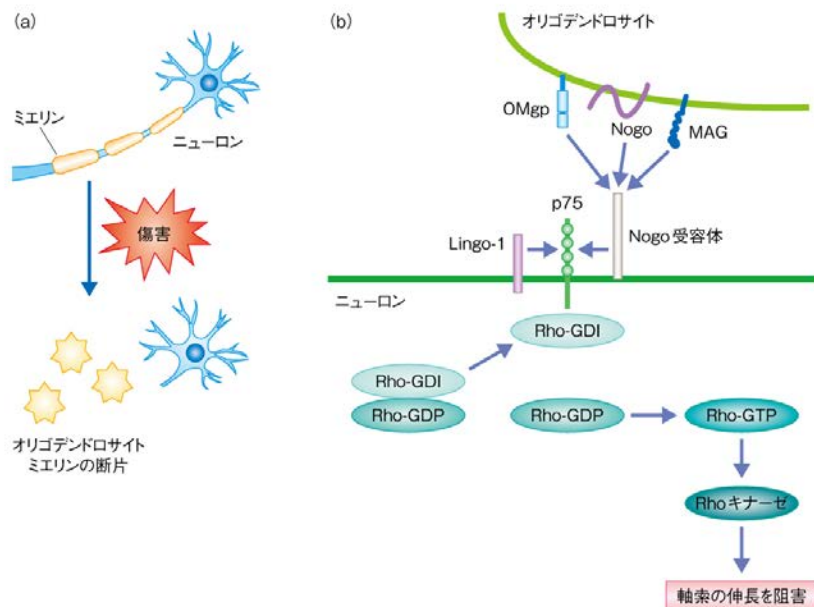 (a)
ミエリン
ニューロン
傷害
オリゴデンドロサイト
ミエリンの断片
(b)
オリゴデンドロサイト
OMgp
Nogo
MAG
p75
Lingo-1
Nogo受容体
ニューロン
Rho-GDI
Rho-GDI
Rho-GDP
Rho-GDP
Rho-GTP
Rhoキナーゼ
軸索の伸長を阻害